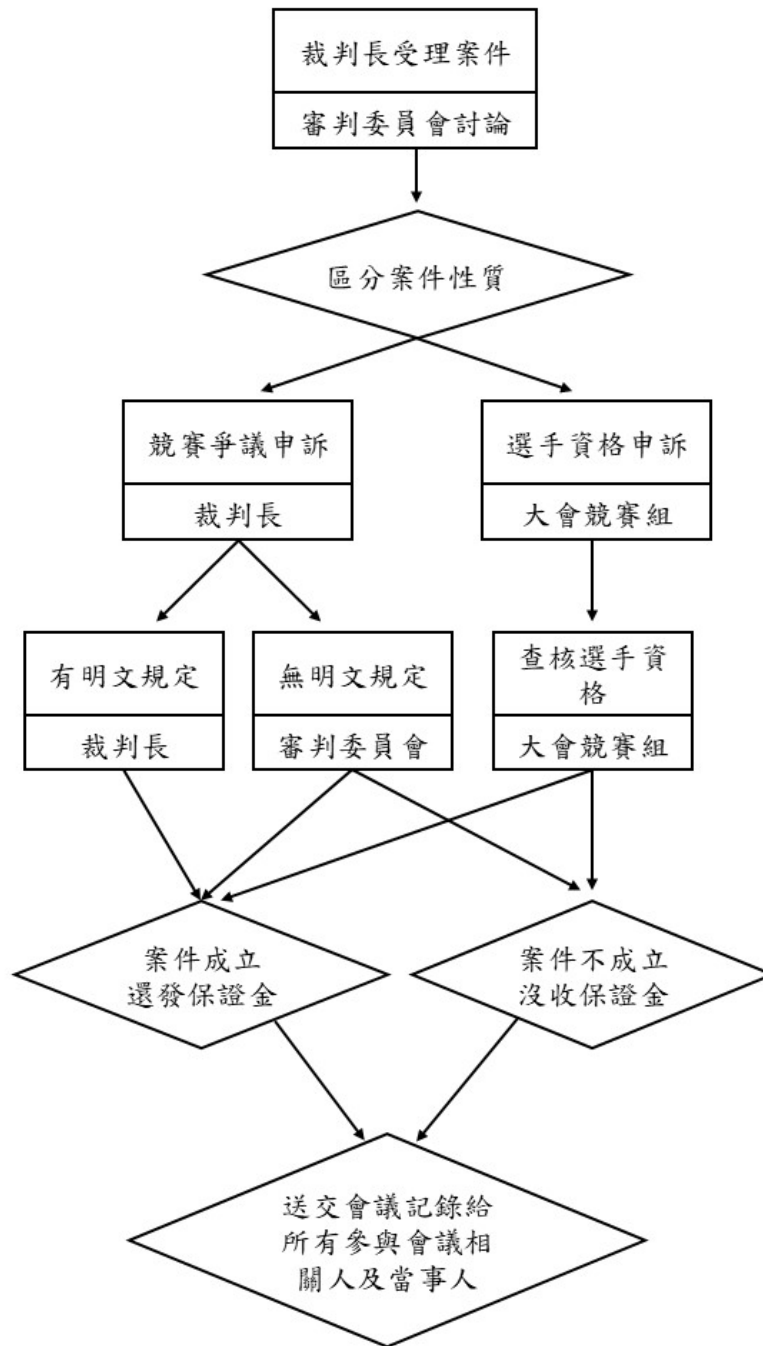 裁判長受理案件
審判委員會討論
區分案件性質
競賽爭議申訴
裁判長
選手資格申訴
大會競賽組
有明文規定
裁判長
無明文規定
審判委員會
查核選手資
格
大會競賽組
案件成立
還發保證金
案件不成立
沒收保證金
送交會議記錄給
所有參與會議相
關人及當事人